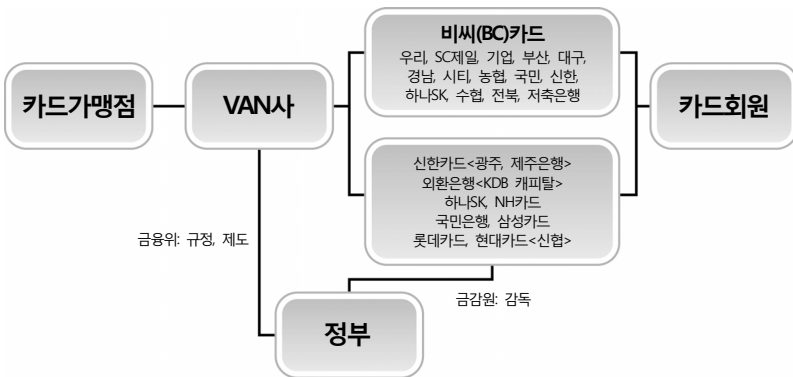 카드가맹점
VAN사
비씨(BC)카드
우리, SC제일, 기업, 부산, 대구,
경남, 시티, 농협, 국민, 신한,
하나SK, 수협, 전북, 저축은행
신한카드<광주, 제주은행>
외환은행<KDB 캐피탈>
하나SK, NH카드
국민은행, 삼성카드
롯데카드, 현대카드<신협>
카드회원
금융위: 규정, 제도
금감원: 감독
정부